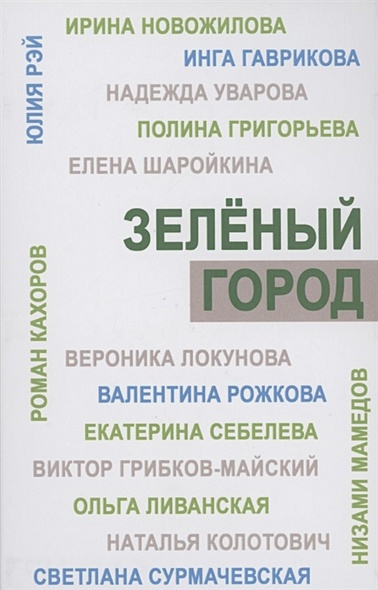 ИРИНА НОВОЖИЛОВА
ЮЛИЯ РЭЙ
ИНГА ГАВРИКОВА
НАДЕЖДА УВАРОВА
ПОЛИНА ГРИГОРЬЕВА
ЕЛЕНА ШАРОЙКИНА
ЗЕЛЁНЫЙ
ГОРОД
РОМАН КАХОРОВ
ВЕРОНИКА ЛОКУНОВА
ВАЛЕНТИНА РОЖКОВА
ЕКАТЕРИНА СЕБЕЛЕВА
ВИКТОР ГРИБКОВ-МАЙСКИЙ
ОЛЬГА ЛИВАНСКАЯ
НАТАЛЬЯ КОЛОТОВИЧ
СВЕТЛАНА СУРМАЧЕВСКАЯ
НИЗАМИ МАМЕДОВ